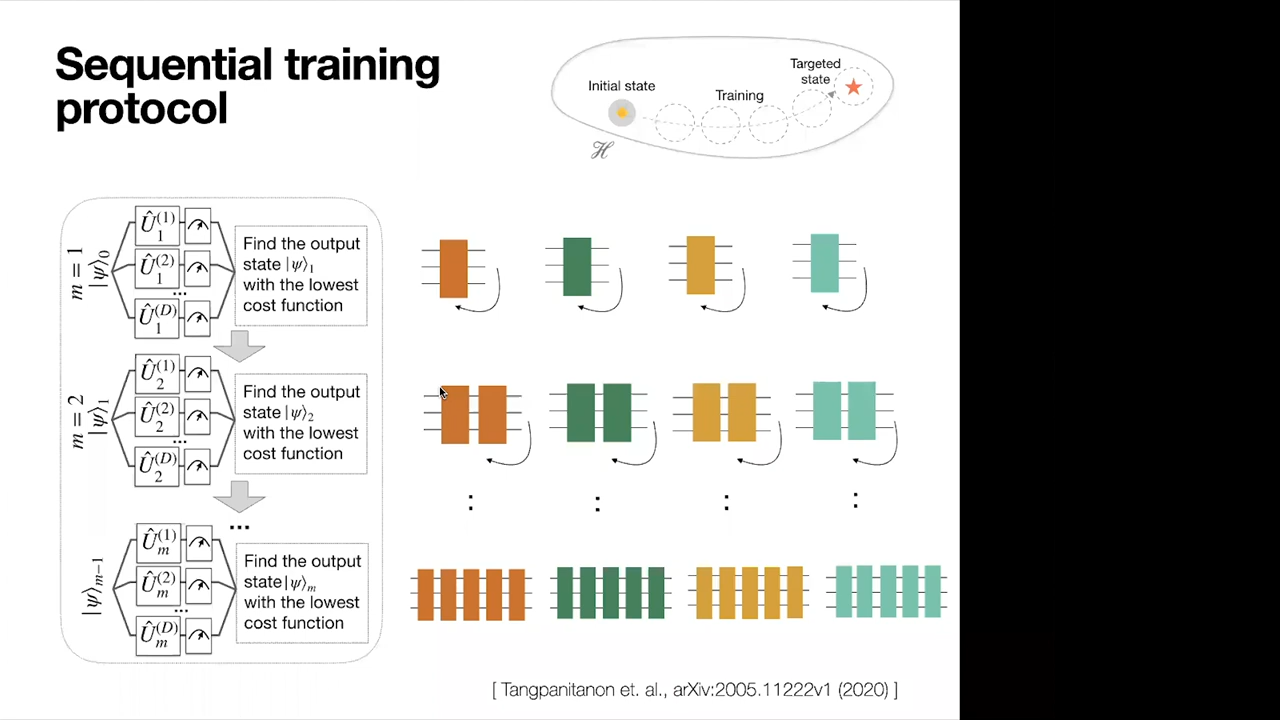 Sequential training
protocol
Initial state
Training
Targeted
state
ℋ
m = 1
|ψ⟩₀
Û₁⁽¹⁾
Û₁⁽²⁾
...
Û₁⁽ᴰ⁾
Find the output
state |ψ⟩₁
with the lowest
cost function
m = 2
|ψ⟩₁
Û₂⁽¹⁾
Û₂⁽²⁾
...
Û₂⁽ᴰ⁾
Find the output
state |ψ⟩₂
with the lowest
cost function
...
|ψ⟩ₘ₋₁
Ûₘ⁽¹⁾
Ûₘ⁽²⁾
...
Ûₘ⁽ᴰ⁾
Find the output
state |ψ⟩ₘ
with the lowest
cost function
[ Tangpanitanon et. al., arXiv:2005.11222v1 (2020) ]